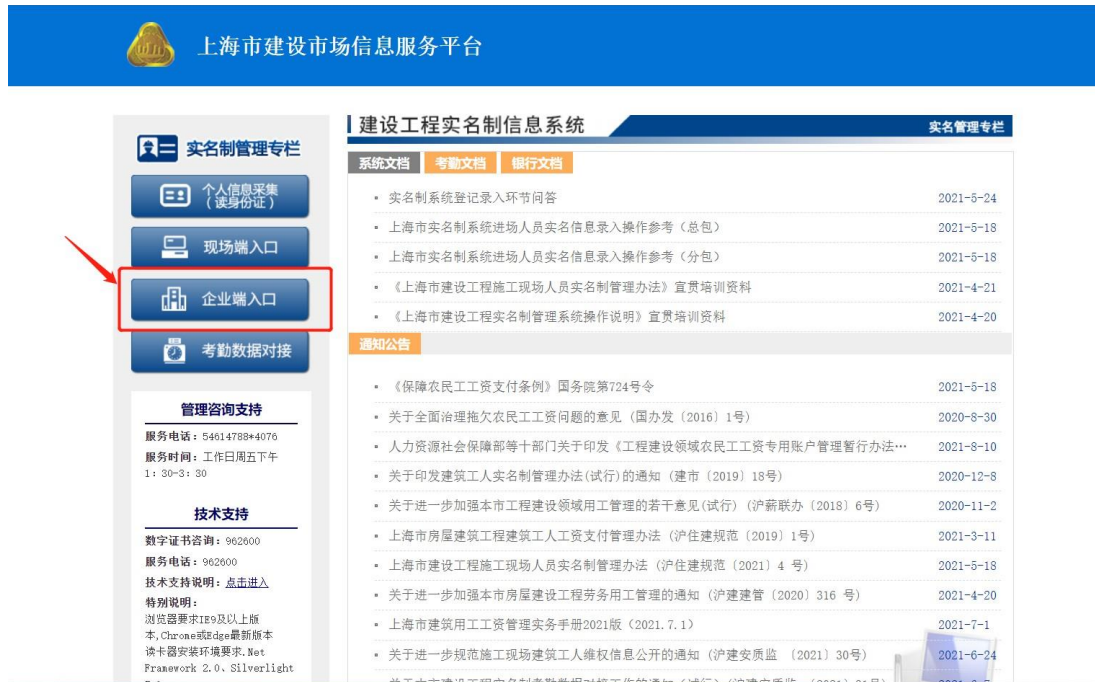 上海市建设市场信息服务平台
实名制管理专栏
个人信息采集
（读身份证）
现场端入口
企业端入口
考勤数据对接
管理咨询支持
服务电话：54614788*4076
服务时间：工作日周五下午
1：30-3：30
技术支持
数字证书咨询：962600
服务电话：962600
技术支持说明：点击进入
特别说明：
浏览器要求IE9及以上版
本,Chrome或Edge最新版本
读卡器安装环境要求.Net
Framework 2.0、Silverlight
建设工程实名制信息系统
实名管理专栏
系统文档 考勤文档 银行文档
实名制系统登记录入环节问答 2021-5-24
上海市实名制系统进场人员实名信息录入操作参考（总包） 2021-5-18
上海市实名制系统进场人员实名信息录入操作参考（分包） 2021-5-18
《上海市建设工程施工现场人员实名制管理办法》宣贯培训资料 2021-4-21
《上海市建设工程实名制管理系统操作说明》宣贯培训资料 2021-4-20
通知公告
《保障农民工工资支付条例》国务院第724号令 2021-5-18
关于全面治理拖欠农民工工资问题的意见（国办发〔2016〕1号） 2020-8-30
人力资源社会保障部等十部门关于印发《工程建设领域农民工工资专用账户管理暂行办法… 2021-8-10
关于印发建筑工人实名制管理办法(试行)的通知（建市〔2019〕18号） 2020-12-8
关于进一步加强本市工程建设领域用工管理的若干意见(试行)（沪薪联办〔2018〕6号） 2020-11-2
上海市房屋建筑工程建筑工人工资支付管理办法（沪住建规范〔2019〕1号） 2021-3-11
上海市建设工程施工现场人员实名制管理办法（沪住建规范〔2021〕4 号） 2021-5-18
关于进一步加强本市房屋建设工程劳务用工管理的通知（沪建建管〔2020〕316 号） 2021-4-20
上海市建筑用工工资管理实务手册2021版（2021.7.1） 2021-7-1
关于进一步规范施工现场建筑工人维权信息公开的通知（沪建安质监 〔2021〕30号） 2021-6-24